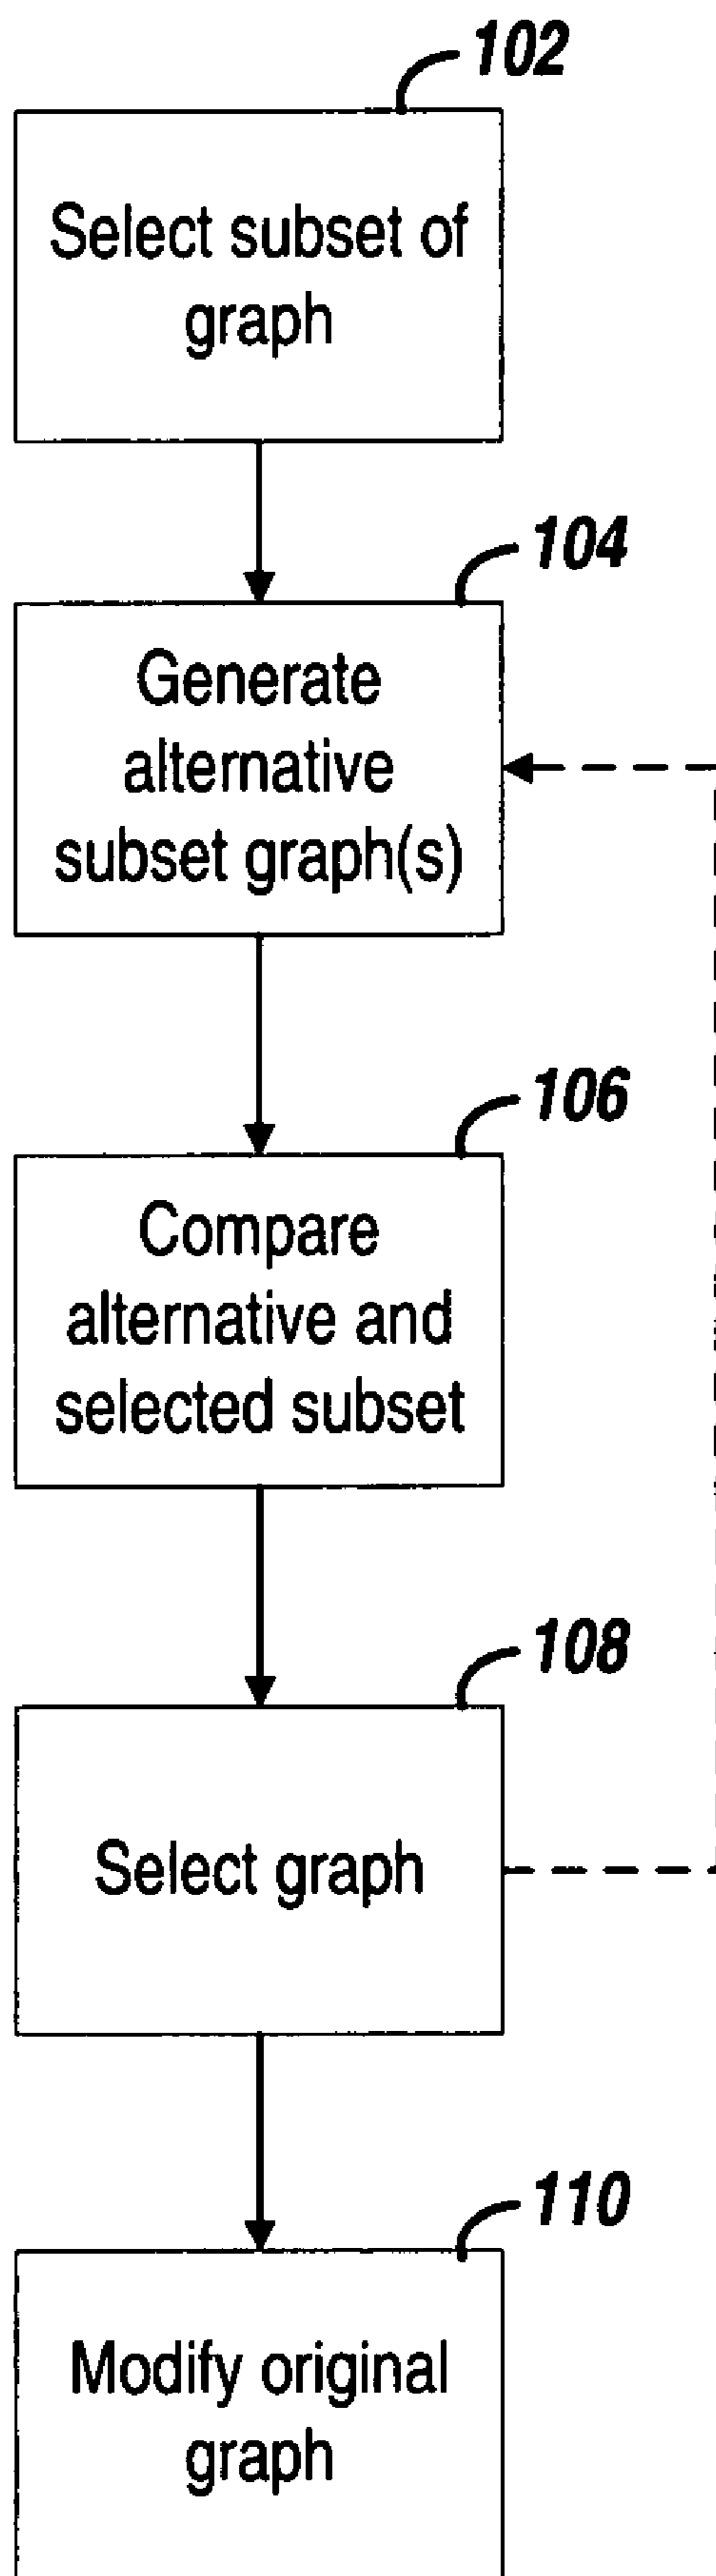 102
Select subset of
graph
104
Generate
alternative
subset graph(s)
106
Compare
alternative and
selected subset
108
Select graph
110
Modify original
graph